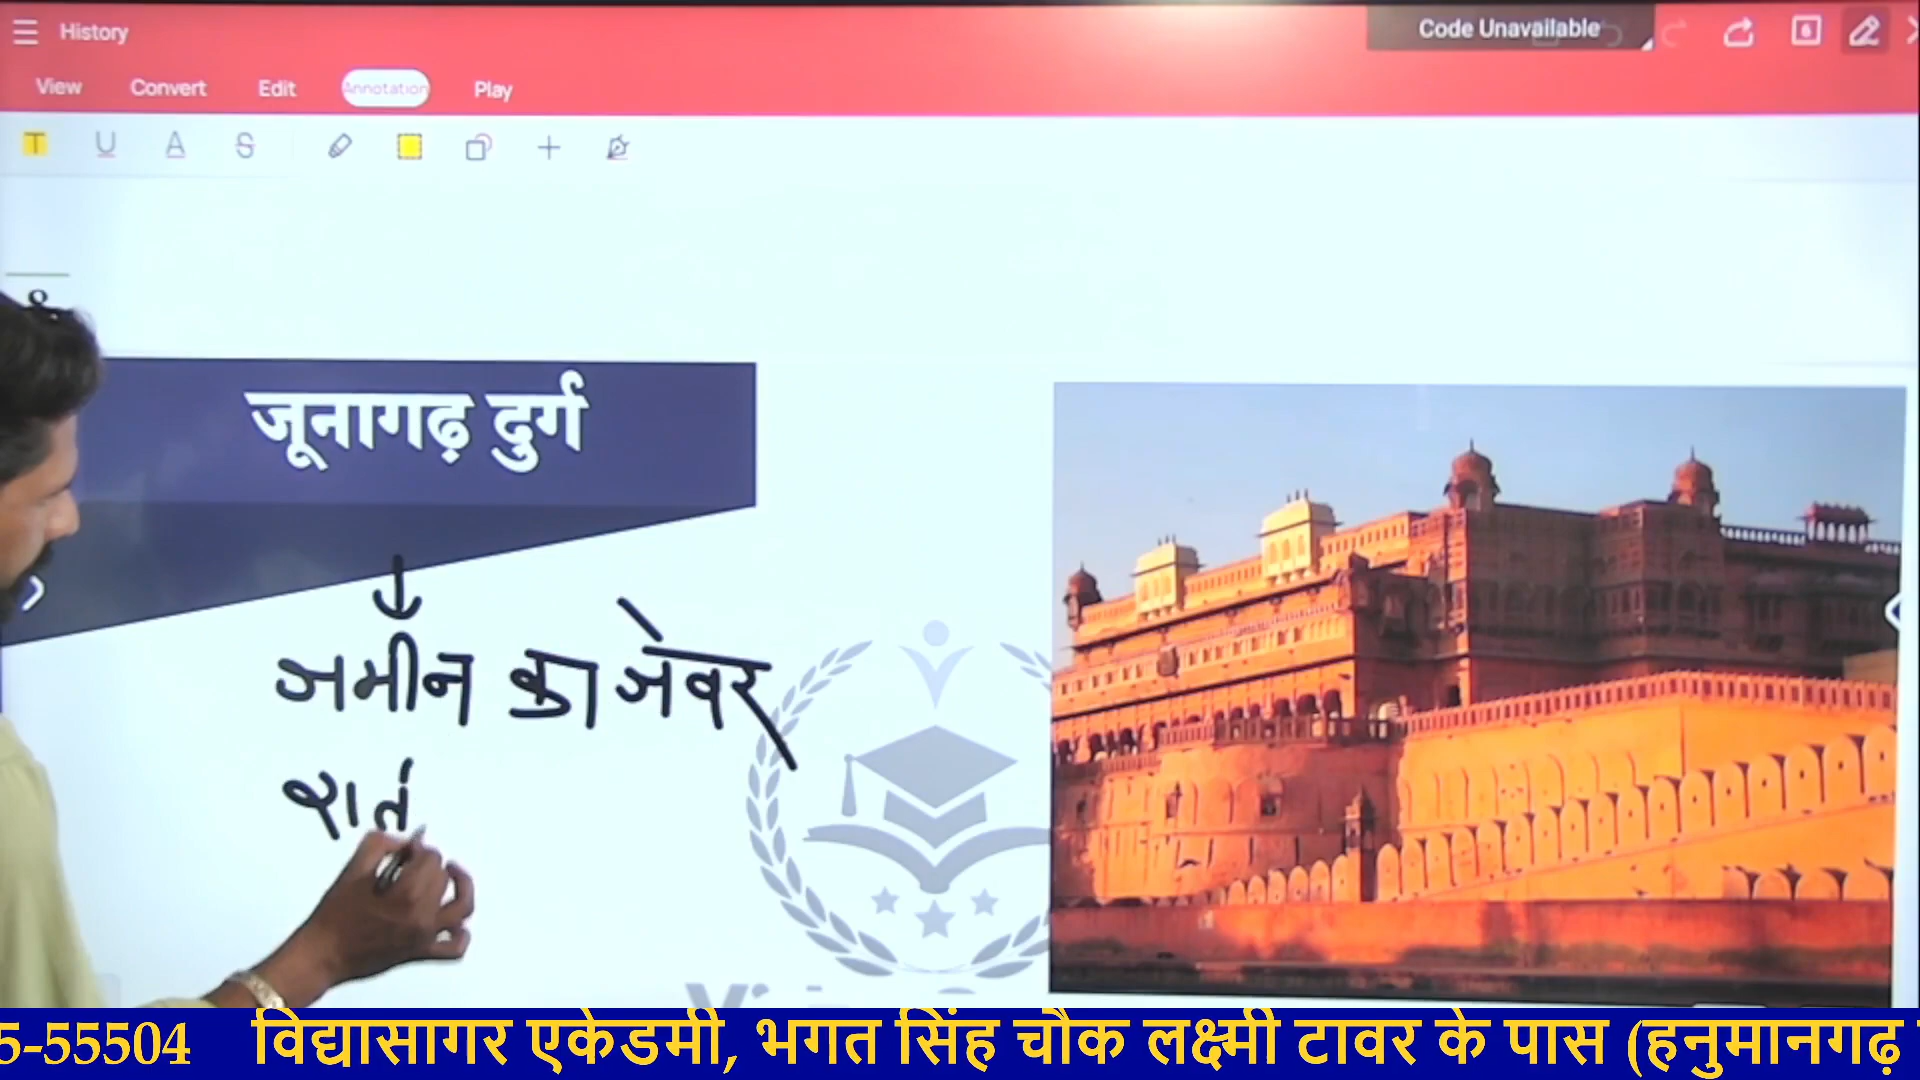 History
Code Unavailable
View Convert Edit Annotation Play
जूनागढ़ दुर्ग
जमीन का जेवर
रातं
5-55504 विद्यासागर एकेडमी, भगत सिंह चौक लक्ष्मी टावर के पास (हनुमानगढ़